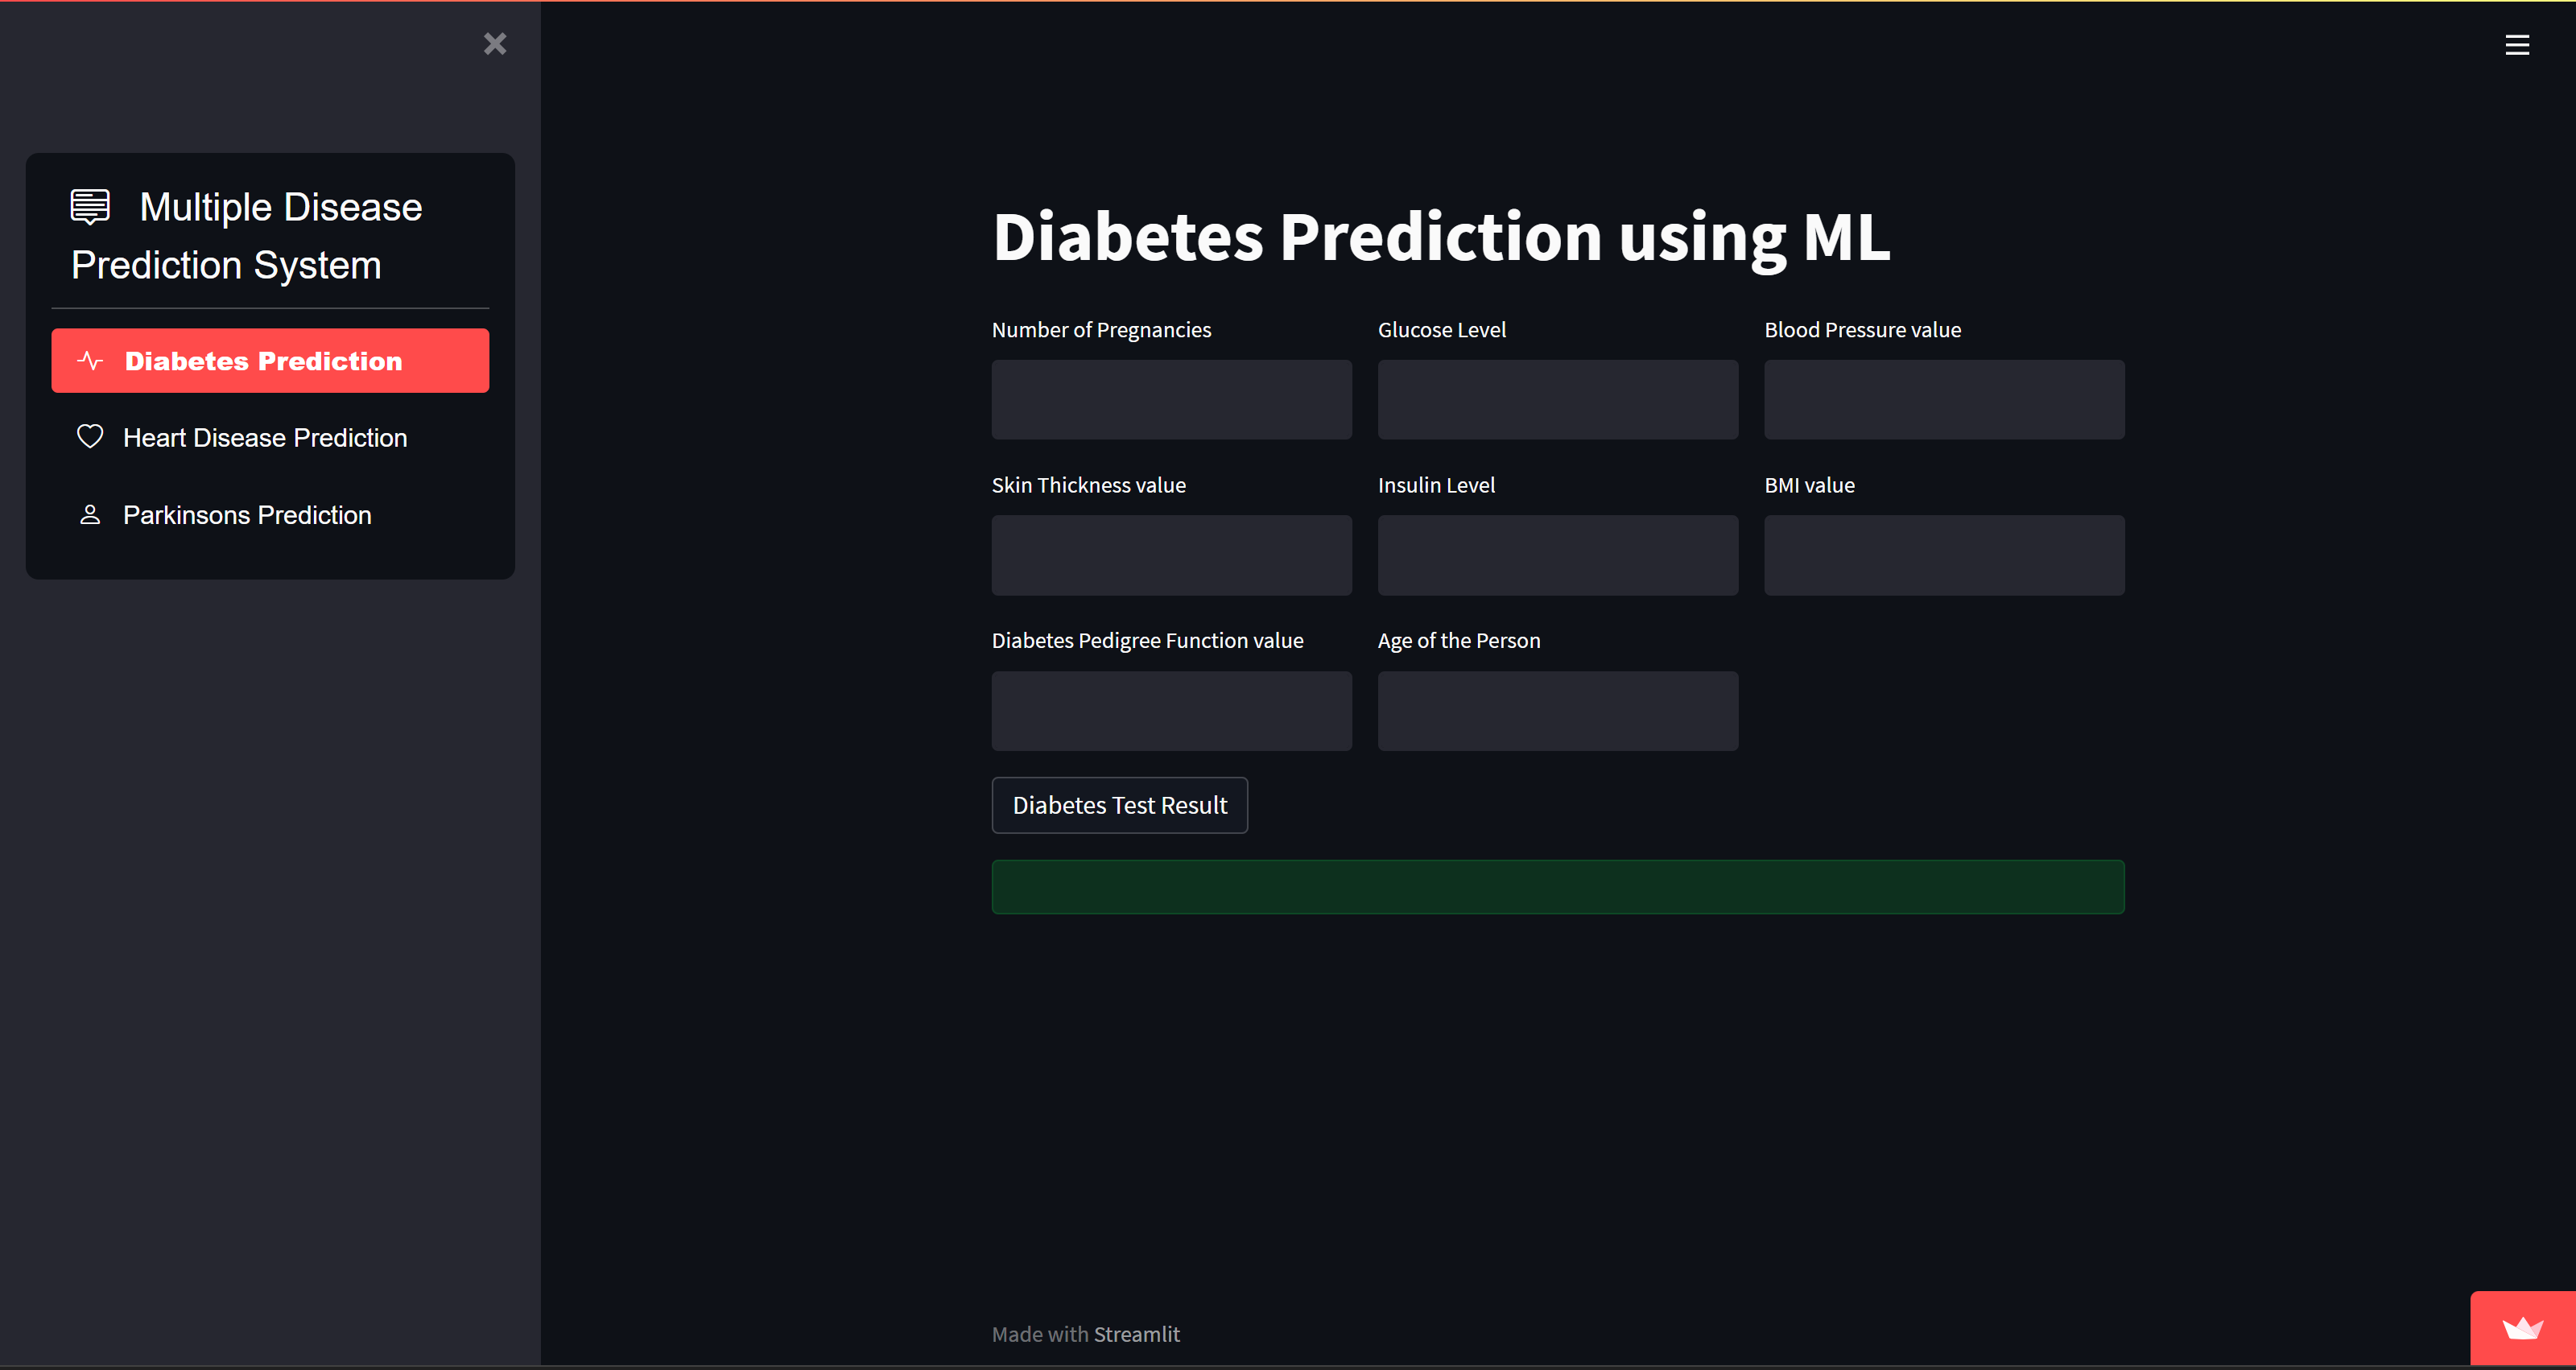 Multiple Disease
Prediction System
Diabetes Prediction
Heart Disease Prediction
Parkinsons Prediction
Diabetes Prediction using ML
Number of Pregnancies
Glucose Level
Blood Pressure value
Skin Thickness value
Insulin Level
BMI value
Diabetes Pedigree Function value
Age of the Person
Diabetes Test Result
Made with Streamlit